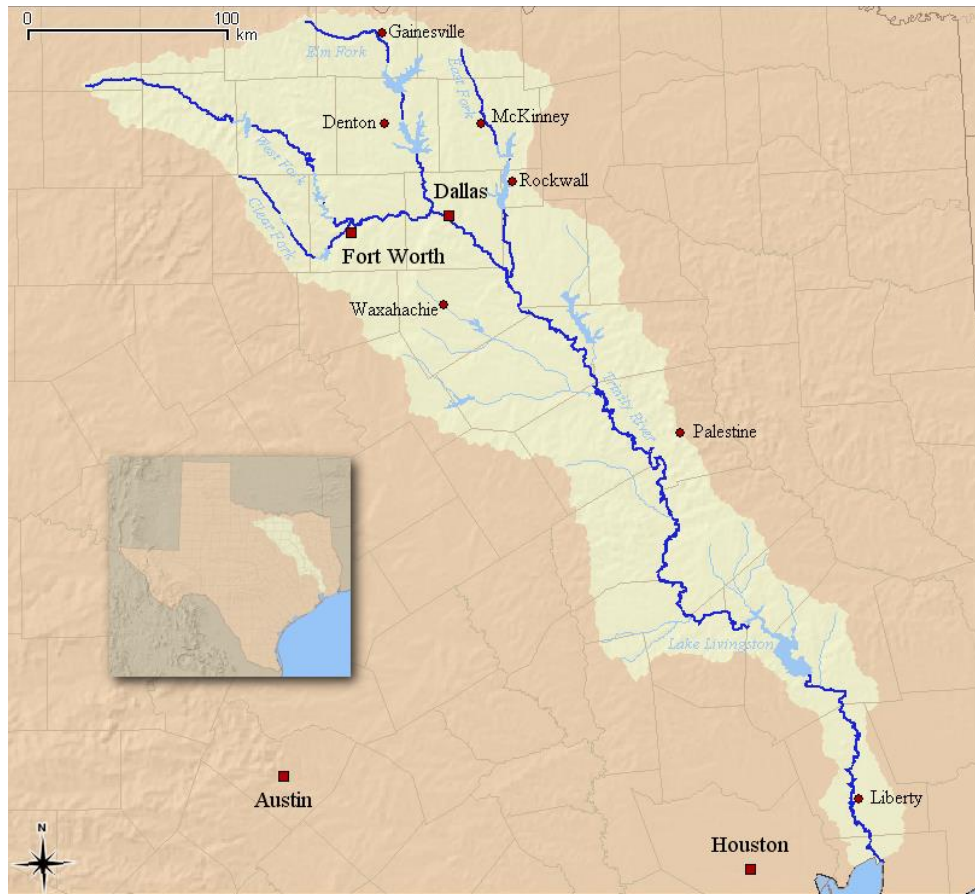 0
100
km
Gainesville
Elm Fork
East Fork
Denton
McKinney
West Fork
Rockwall
Dallas
Clear Fork
Fort Worth
Waxahachie
Trinity River
Palestine
Lake Livingston
Austin
Liberty
Houston
N